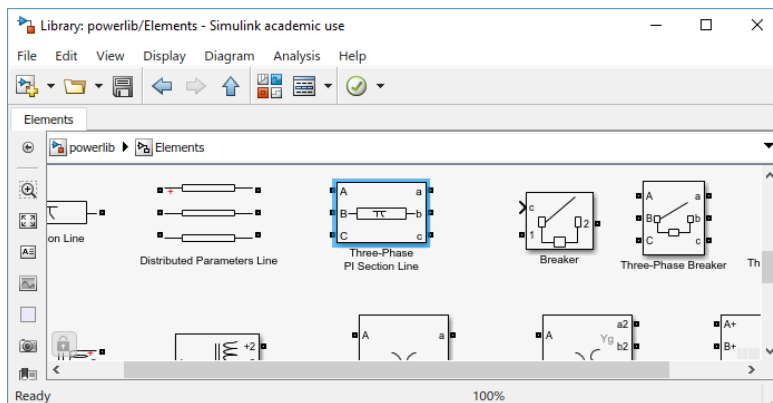 Library: powerlib/Elements - Simulink academic use
File Edit View Display Diagram Analysis Help
Elements
powerlib Elements
A a
B b
C c
on Line
Distributed Parameters Line
Three-Phase
PI Section Line
c
1 2
Breaker
A a
B b
C c
Three-Phase Breaker
Th
+2
A a
A a2
Yg
b2
A+
B+
Ready 100%